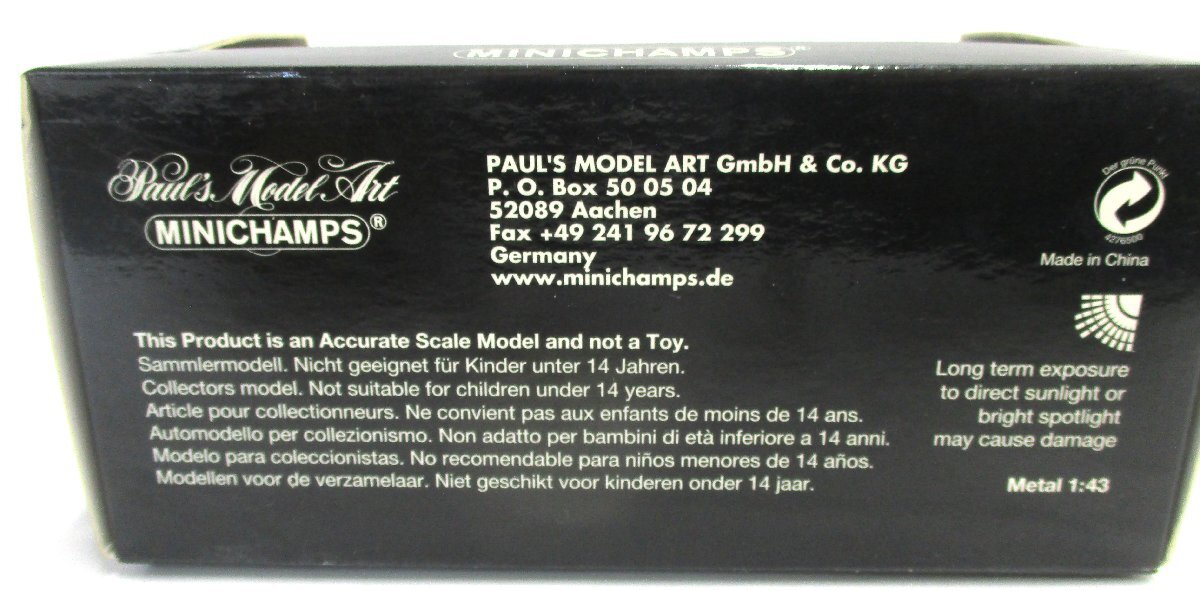 MINICHAMPS®
Paul's Model Art
MINICHAMPS®
PAUL'S MODEL ART GmbH & Co. KG
P. O. Box 50 05 04
52089 Aachen
Fax +49 241 96 72 299
Germany
www.minichamps.de
Der grüne Punkt
4276500
Made in China
This Product is an Accurate Scale Model and not a Toy.
Sammlermodell. Nicht geeignet für Kinder unter 14 Jahren.
Collectors model. Not suitable for children under 14 years.
Article pour collectionneurs. Ne convient pas aux enfants de moins de 14 ans.
Automodello per collezionismo. Non adatto per bambini di età inferiore a 14 anni.
Modelo para coleccionistas. No recomendable para niños menores de 14 años.
Modellen voor de verzamelaar. Niet geschikt voor kinderen onder 14 jaar.
Long term exposure
to direct sunlight or
bright spotlight
may cause damage
Metal 1:43